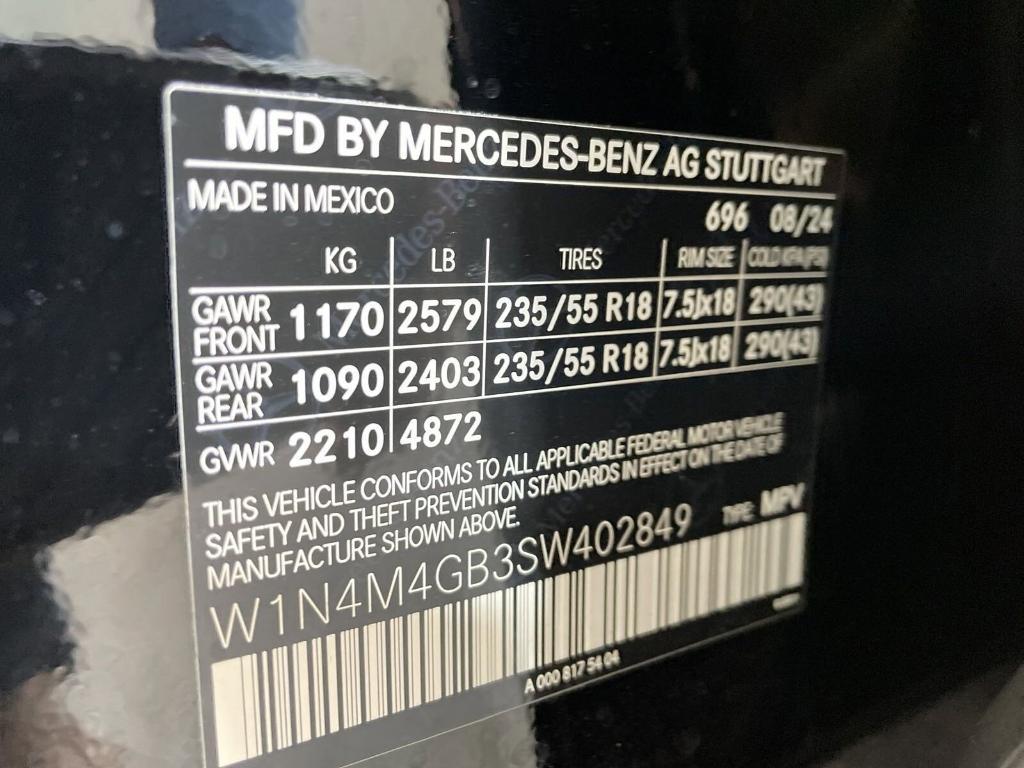 MFD BY MERCEDES-BENZ AG STUTTGART
MADE IN MEXICO
696 08/24
KG LB TIRES RIM SIZE COLD KPA(PSI)
GAWR FRONT 1170 2579 235/55 R18 7.5Jx18 290(43)
GAWR REAR 1090 2403 235/55 R18 7.5Jx18 290(43)
GVWR 2210 4872
THIS VEHICLE CONFORMS TO ALL APPLICABLE FEDERAL MOTOR VEHICLE
SAFETY AND THEFT PREVENTION STANDARDS IN EFFECT ON THE DATE OF
MANUFACTURE SHOWN ABOVE.
W1N4M4GB3SW402849 TYPE: MPV
A 000 817 54 04